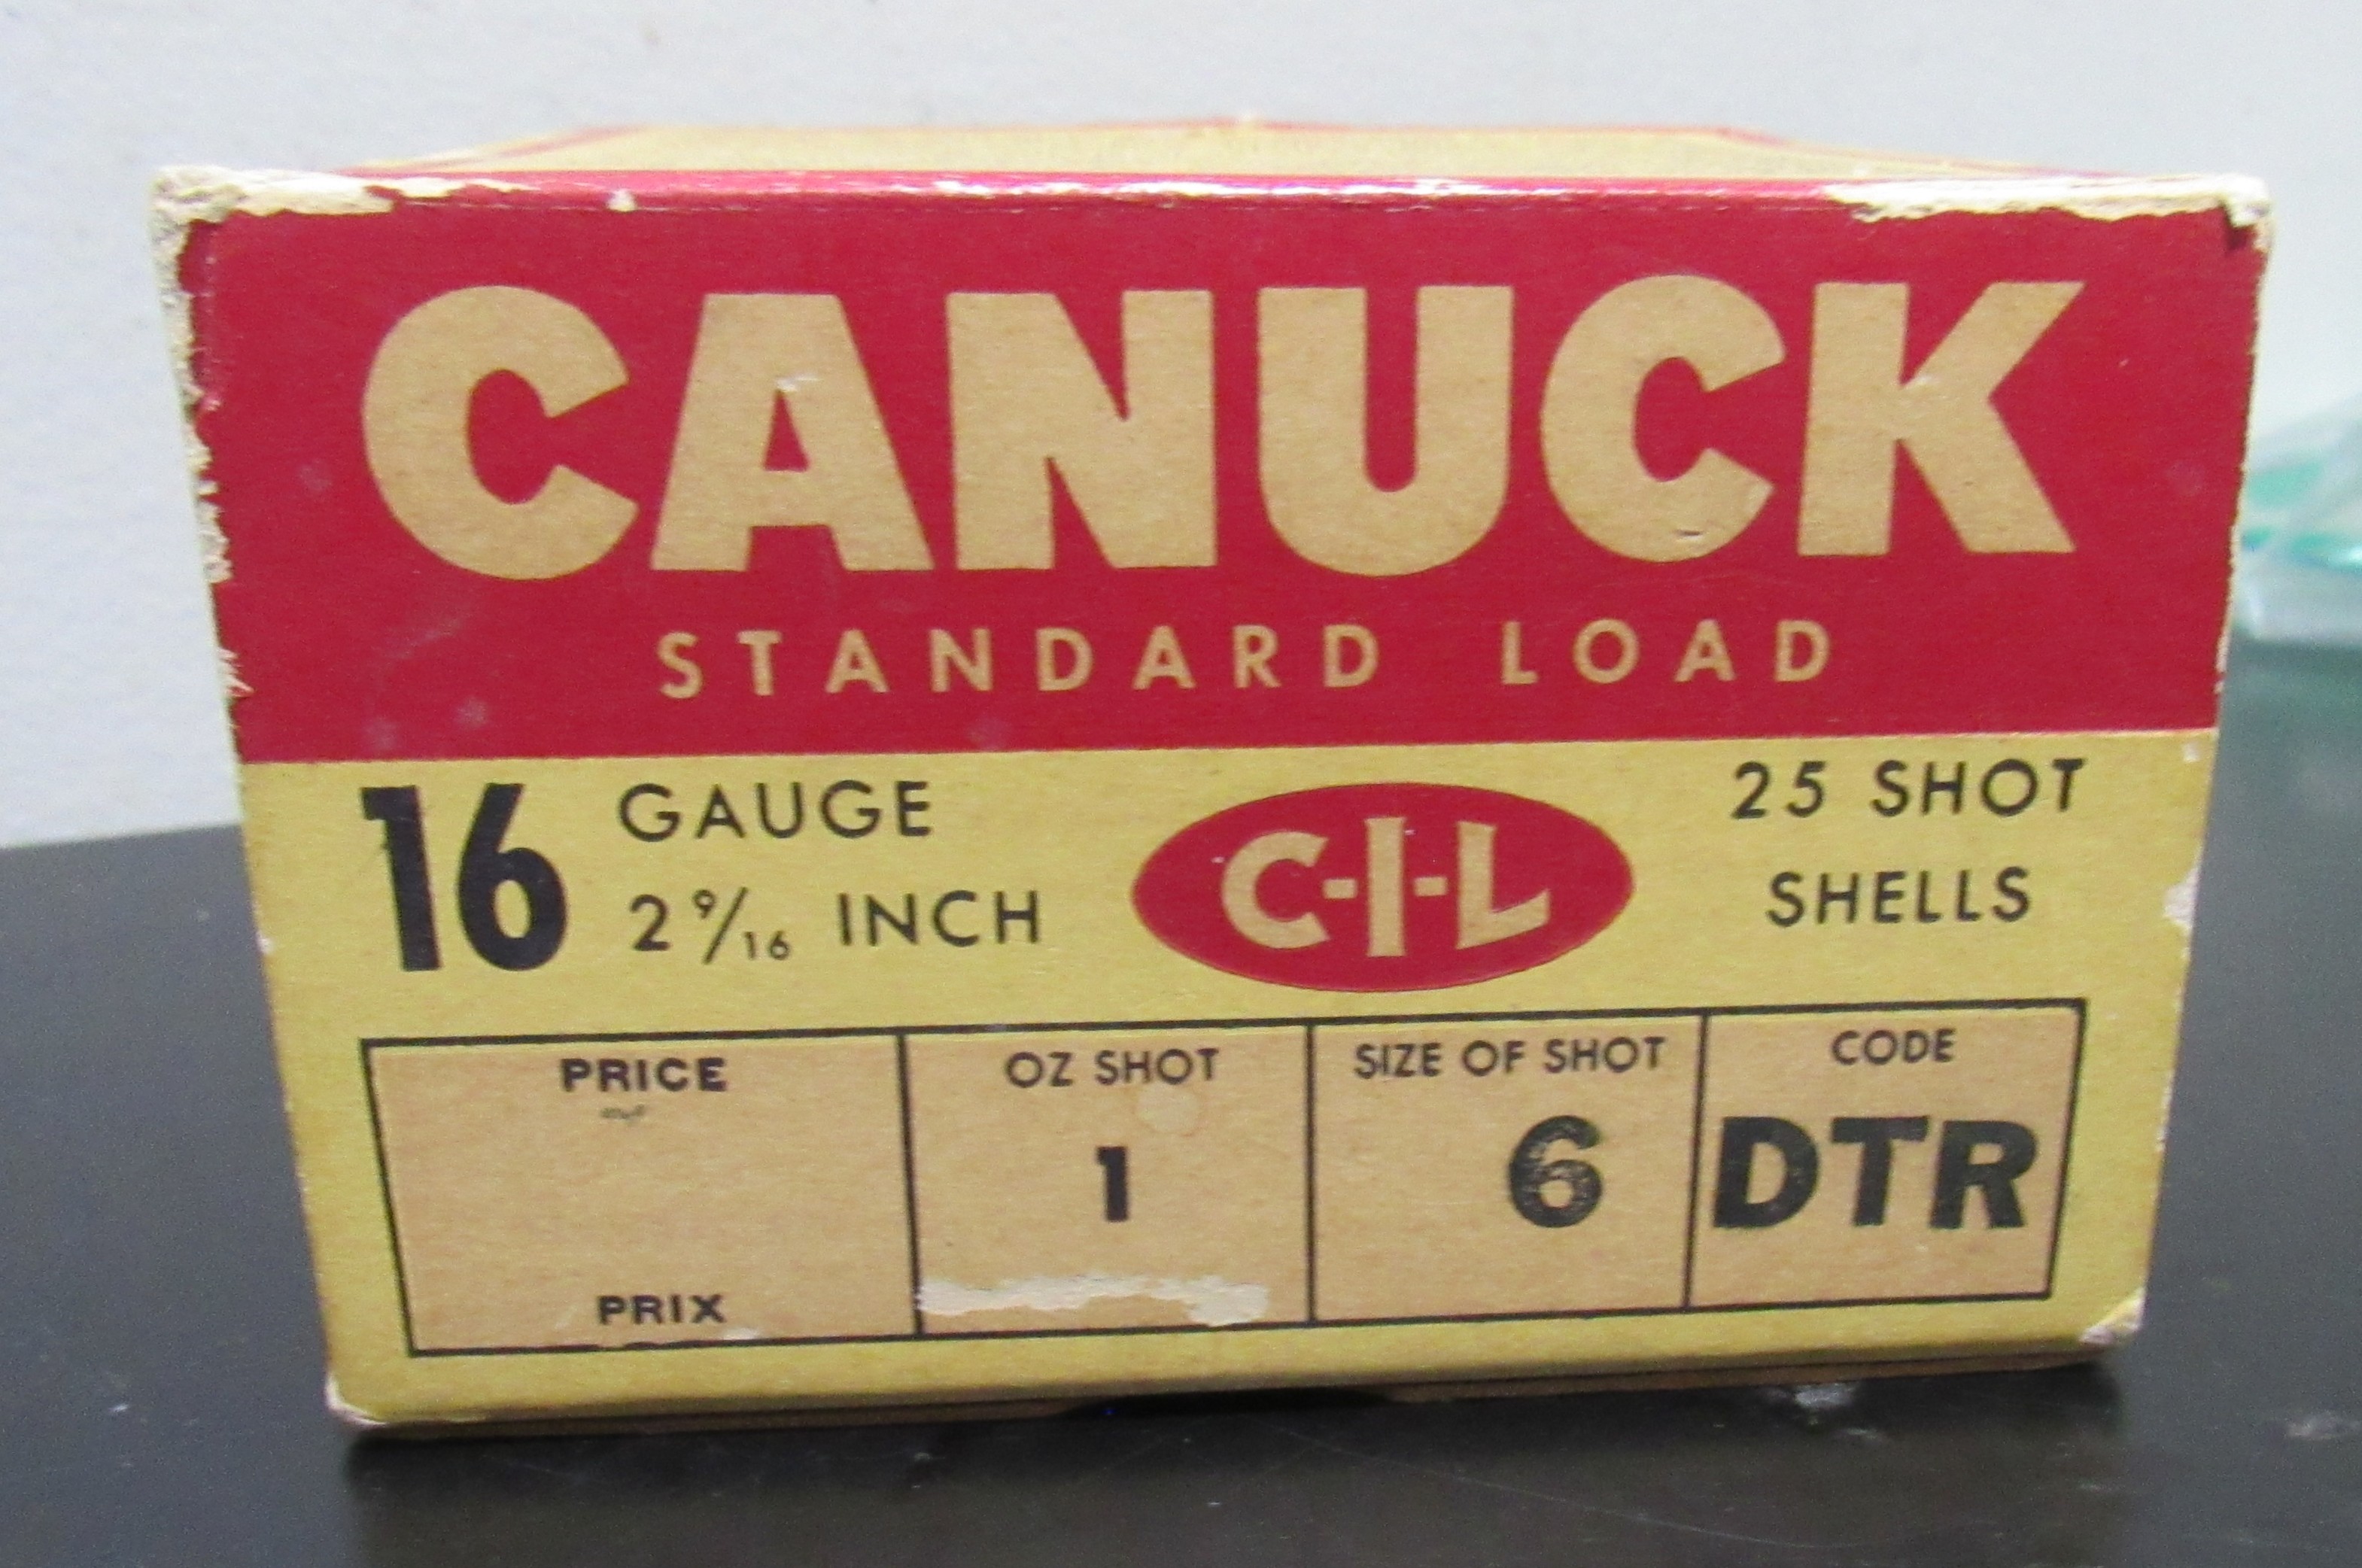 CANUCK
STANDARD LOAD
16 GAUGE
2 9/16 INCH
C-I-L
25 SHOT
SHELLS
PRICE
PRIX
OZ SHOT
1
SIZE OF SHOT
6
CODE
DTR